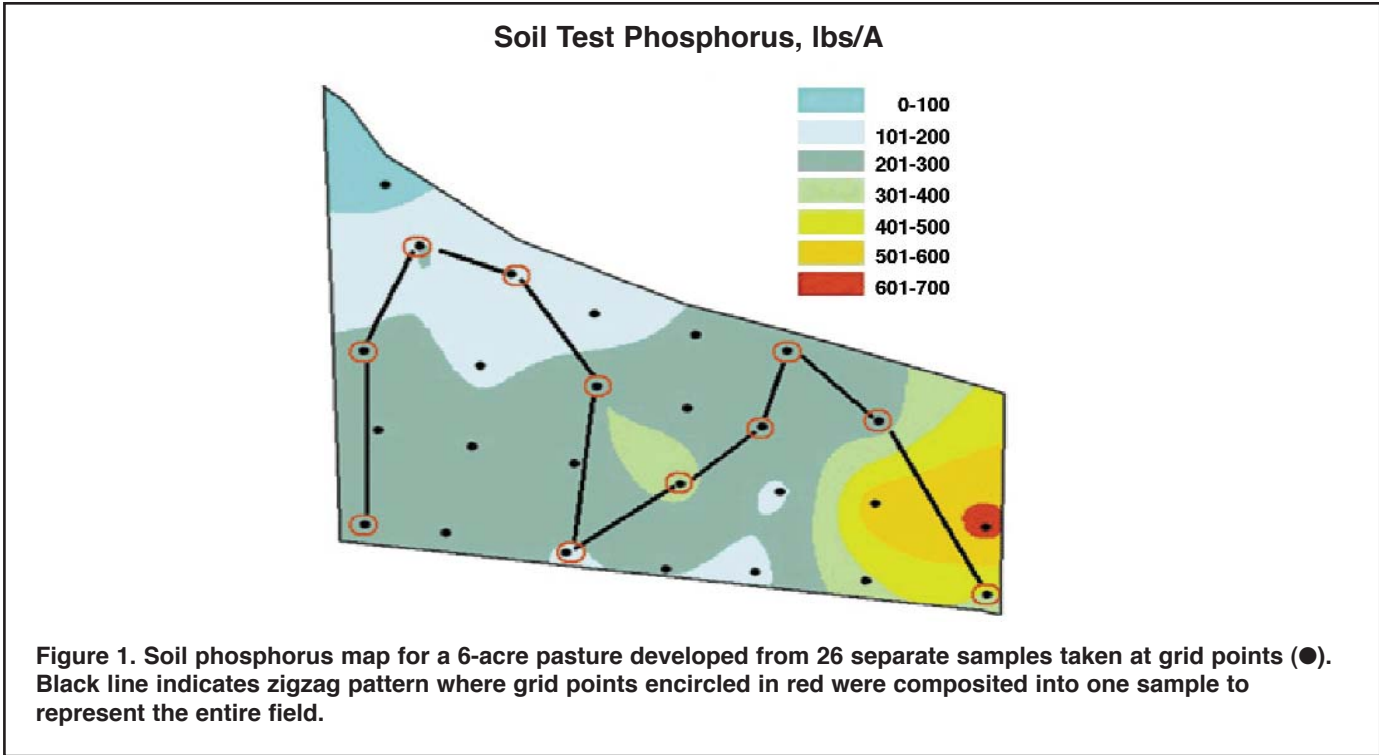 Soil Test Phosphorus, lbs/A
0-100
101-200
201-300
301-400
401-500
501-600
601-700
Figure 1. Soil phosphorus map for a 6-acre pasture developed from 26 separate samples taken at grid points (●).
Black line indicates zigzag pattern where grid points encircled in red were composited into one sample to
represent the entire field.